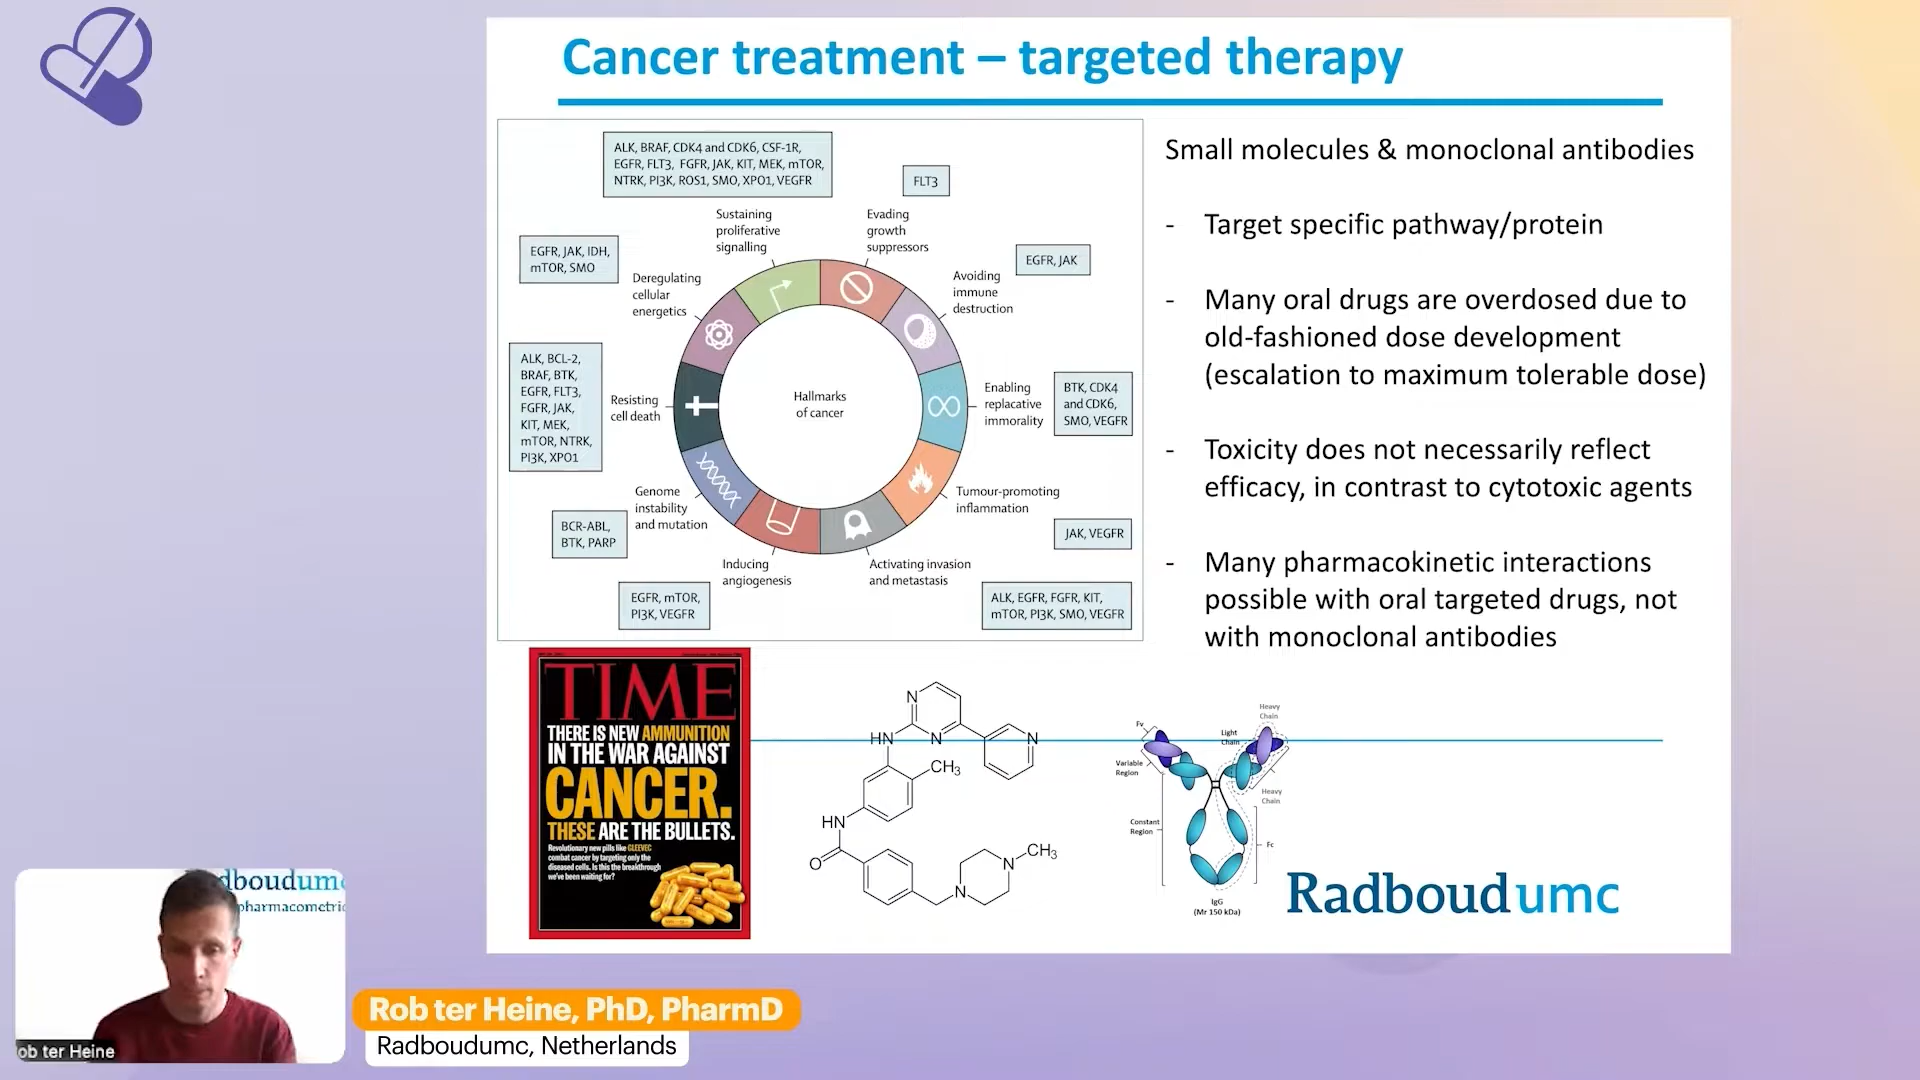 Cancer treatment – targeted therapy
ALK, BRAF, CDK4 and CDK6, CSF-1R,
EGFR, FLT3, FGFR, JAK, KIT, MEK, mTOR,
NTRK, PI3K, ROS1, SMO, XPO1, VEGFR
FLT3
Sustaining
proliferative
signalling
Evading
growth
suppressors
EGFR, JAK, IDH,
mTOR, SMO
EGFR, JAK
Deregulating
cellular
energetics
Avoiding
immune
destruction
ALK, BCL-2,
BRAF, BTK,
EGFR, FLT3,
FGFR, JAK,
KIT, MEK,
mTOR, NTRK,
PI3K, XPO1
Resisting
cell death
Hallmarks
of cancer
Enabling
replacative
immorality
BTK, CDK4
and CDK6,
SMO, VEGFR
Genome
instability
and mutation
Tumour-promoting
inflammation
BCR-ABL,
BTK, PARP
JAK, VEGFR
Inducing
angiogenesis
Activating invasion
and metastasis
EGFR, mTOR,
PI3K, VEGFR
ALK, EGFR, FGFR, KIT,
mTOR, PI3K, SMO, VEGFR
Small molecules & monoclonal antibodies
- Target specific pathway/protein
- Many oral drugs are overdosed due to
old-fashioned dose development
(escalation to maximum tolerable dose)
- Toxicity does not necessarily reflect
efficacy, in contrast to cytotoxic agents
- Many pharmacokinetic interactions
possible with oral targeted drugs, not
with monoclonal antibodies
TIME
THERE IS NEW AMMUNITION
IN THE WAR AGAINST
CANCER.
THESE ARE THE BULLETS.
Revolutionary new pills like GLEEVEC
combat cancer by targeting only the
diseased cells. Is this the breakthrough
we've been waiting for?
N
HN
N
N
CH3
HN
O
N
N
CH3
Heavy
Chain
Fv
Light
Chain
Variable
Region
Heavy
Chain
Constant
Region
Fc
IgG
(Mr 150 kDa)
Radboudumc
dboudumc
pharmacometric
ob ter Heine
Rob ter Heine, PhD, PharmD
Radboudumc, Netherlands